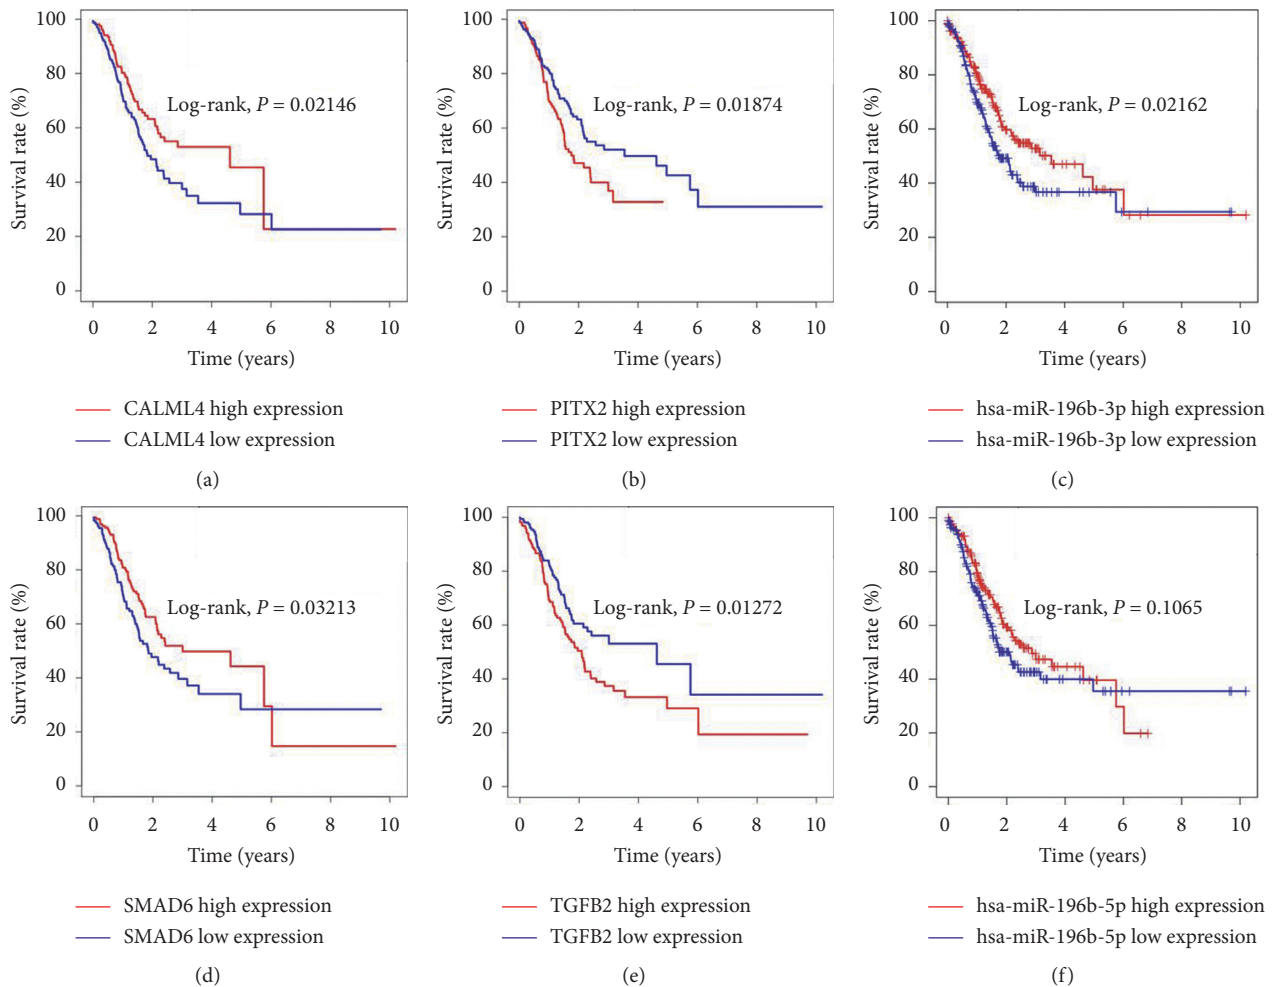 100
80
60
40
20
0
Survival rate (%)
Log-rank, P = 0.02146
0 2 4 6 8 10
Time (years)
CALML4 high expression
CALML4 low expression
(a)
100
80
60
40
20
0
Survival rate (%)
Log-rank, P = 0.01874
0 2 4 6 8 10
Time (years)
PITX2 high expression
PITX2 low expression
(b)
100
80
60
40
20
0
Survival rate (%)
Log-rank, P = 0.02162
0 2 4 6 8 10
Time (years)
hsa-miR-196b-3p high expression
hsa-miR-196b-3p low expression
(c)
100
80
60
40
20
0
Survival rate (%)
Log-rank, P = 0.03213
0 2 4 6 8 10
Time (years)
SMAD6 high expression
SMAD6 low expression
(d)
100
80
60
40
20
0
Survival rate (%)
Log-rank, P = 0.01272
0 2 4 6 8 10
Time (years)
TGFB2 high expression
TGFB2 low expression
(e)
100
80
60
40
20
0
Survival rate (%)
Log-rank, P = 0.1065
0 2 4 6 8 10
Time (years)
hsa-miR-196b-5p high expression
hsa-miR-196b-5p low expression
(f)